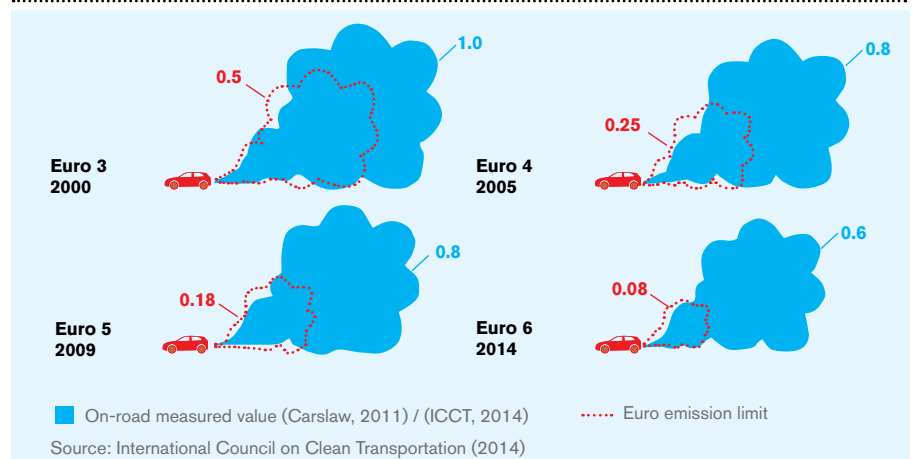 1.0
0.5
Euro 3
2000
0.8
0.25
Euro 4
2005
0.8
0.18
Euro 5
2009
0.6
0.08
Euro 6
2014
On-road measured value (Carslaw, 2011) / (ICCT, 2014)
Euro emission limit
Source: International Council on Clean Transportation (2014)